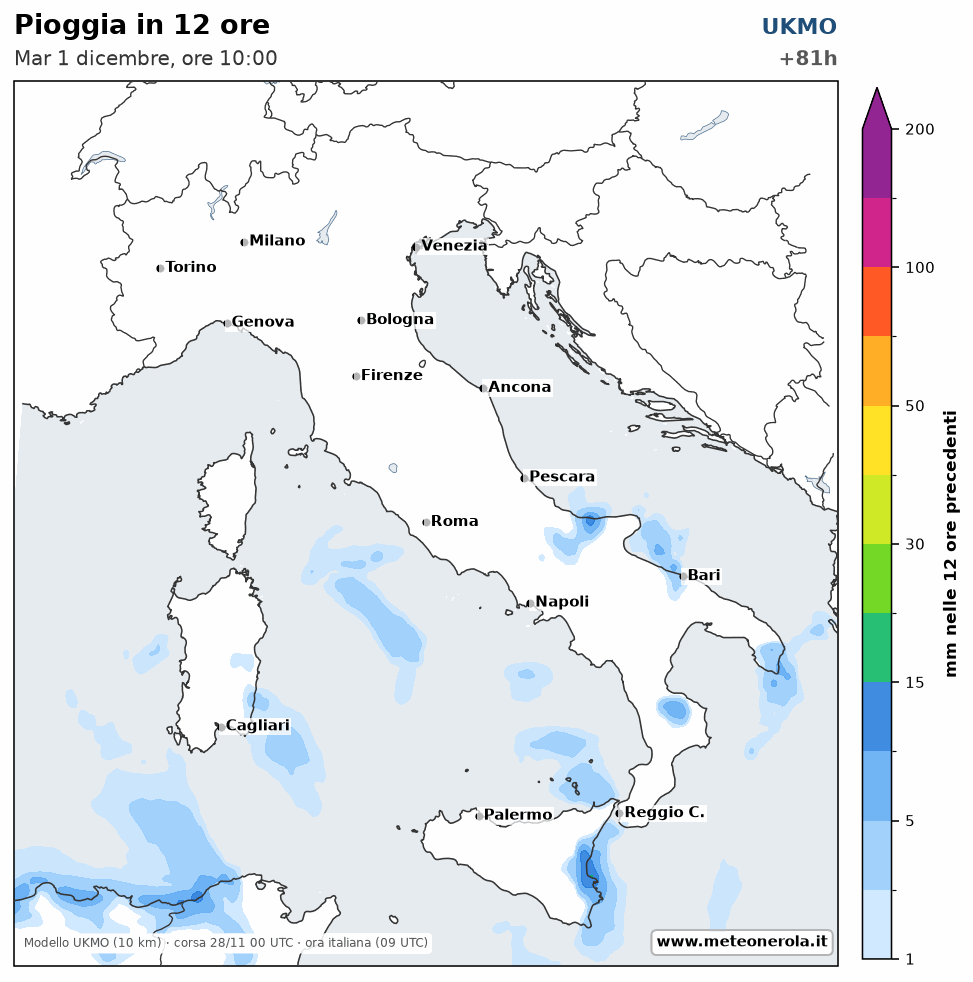 Pioggia in 12 ore
UKMO
Mar 1 dicembre, ore 10:00
+81h
200
100
50
30
15
5
1
mm nelle 12 ore precedenti
Milano
Venezia
Torino
Genova
Bologna
Firenze
Ancona
Pescara
Roma
Bari
Napoli
Cagliari
Palermo
Reggio C.
Modello UKMO (10 km) · corsa 28/11 00 UTC · ora italiana (09 UTC)
www.meteonerola.it